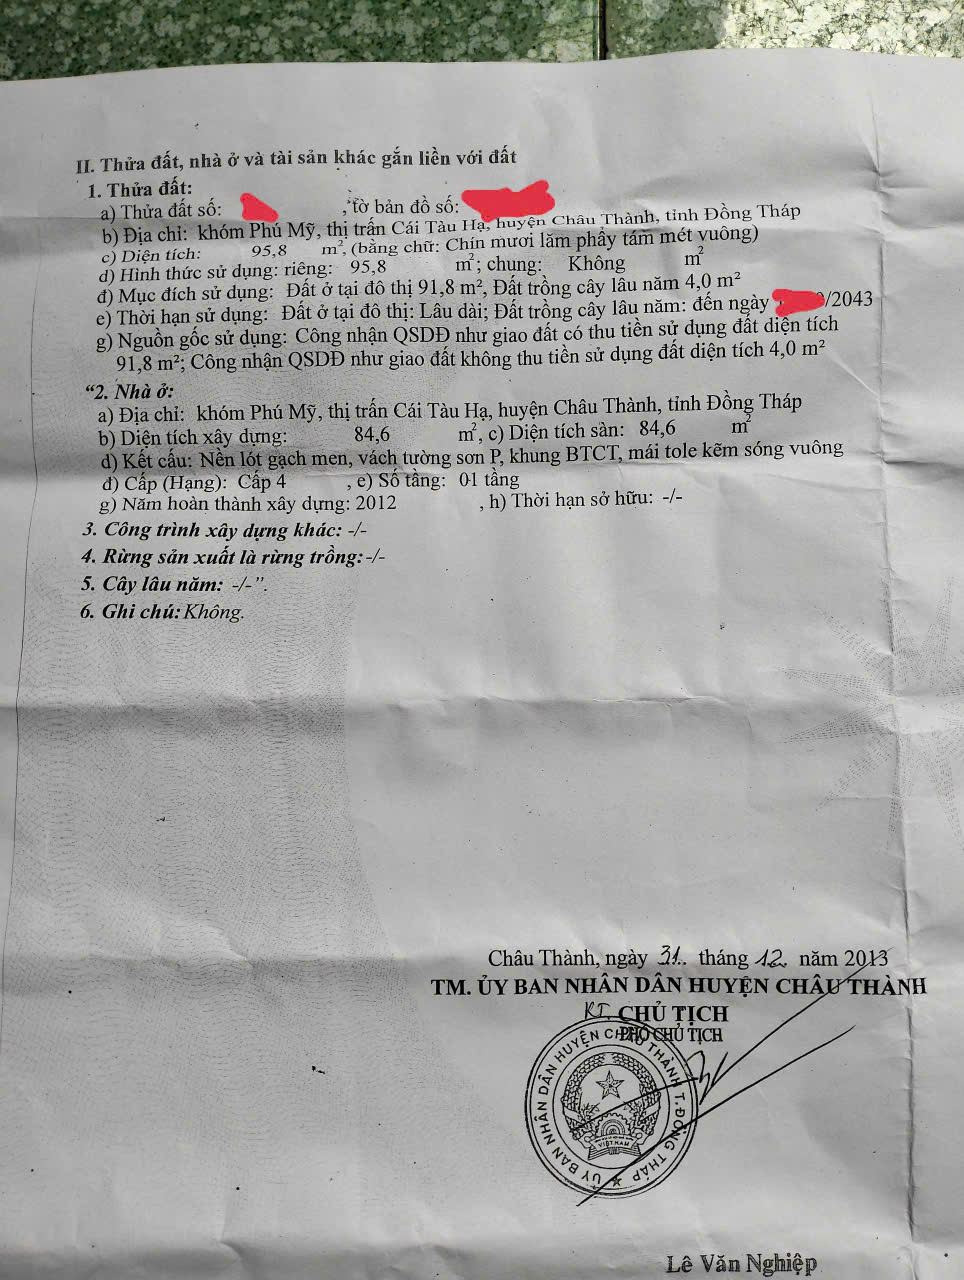 II. Thửa đất, nhà ở và tài sản khác gắn liền với đất
1. Thửa đất:
a) Thửa đất số: , tờ bản đồ số:
b) Địa chỉ: khóm Phú Mỹ, thị trấn Cái Tàu Hạ, huyện Châu Thành, tỉnh Đồng Tháp
c) Diện tích: 95,8 m², (bằng chữ: Chín mươi lăm phẩy tám mét vuông)
d) Hình thức sử dụng: riêng: 95,8 m²; chung: Không m²
đ) Mục đích sử dụng: Đất ở tại đô thị 91,8 m², Đất trồng cây lâu năm 4,0 m²
e) Thời hạn sử dụng: Đất ở tại đô thị: Lâu dài; Đất trồng cây lâu năm: đến ngày /2043
g) Nguồn gốc sử dụng: Công nhận QSDĐ như giao đất có thu tiền sử dụng đất diện tích
91,8 m²; Công nhận QSDĐ như giao đất không thu tiền sử dụng đất diện tích 4,0 m²
“2. Nhà ở:
a) Địa chỉ: khóm Phú Mỹ, thị trấn Cái Tàu Hạ, huyện Châu Thành, tỉnh Đồng Tháp
b) Diện tích xây dựng: 84,6 m², c) Diện tích sàn: 84,6 m²
d) Kết cấu: Nền lót gạch men, vách tường sơn P, khung BTCT, mái tole kẽm sóng vuông
đ) Cấp (Hạng): Cấp 4 , e) Số tầng: 01 tầng
g) Năm hoàn thành xây dựng: 2012 , h) Thời hạn sở hữu: -/-
3. Công trình xây dựng khác: -/-
4. Rừng sản xuất là rừng trồng: -/-
5. Cây lâu năm: -/-”.
6. Ghi chú: Không.
Châu Thành, ngày 31.. tháng 12. năm 2013
TM. ỦY BAN NHÂN DÂN HUYỆN CHÂU THÀNH
KT. CHỦ TỊCH
PHÓ CHỦ TỊCH
ỦY BAN NHÂN DÂN HUYỆN CHÂU THÀNH T. ĐỒNG THÁP
VIỆT NAM
Lê Văn Nghiệp